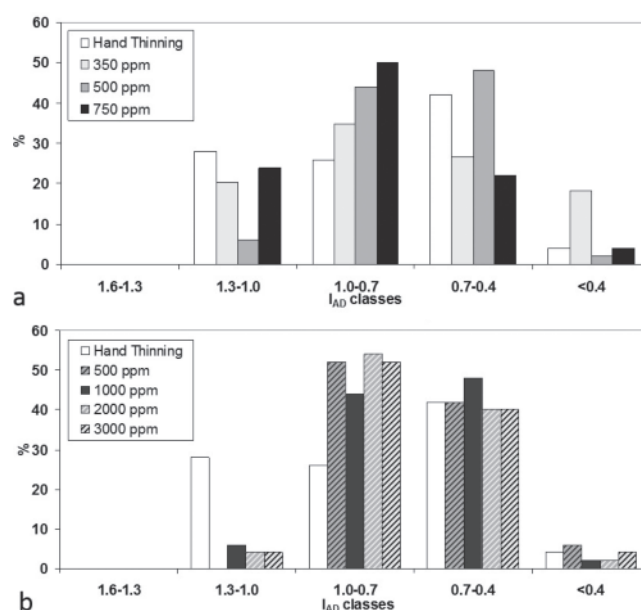 60
50
40
30
20
10
0
%
Hand Thinning
350 ppm
500 ppm
750 ppm
1.6-1.3 1.3-1.0 1.0-0.7 0.7-0.4 <0.4
I_AD classes
a
60
50
40
30
20
10
0
%
Hand Thinning
500 ppm
1000 ppm
2000 ppm
3000 ppm
1.6-1.3 1.3-1.0 1.0-0.7 0.7-0.4 <0.4
I_AD classes
b